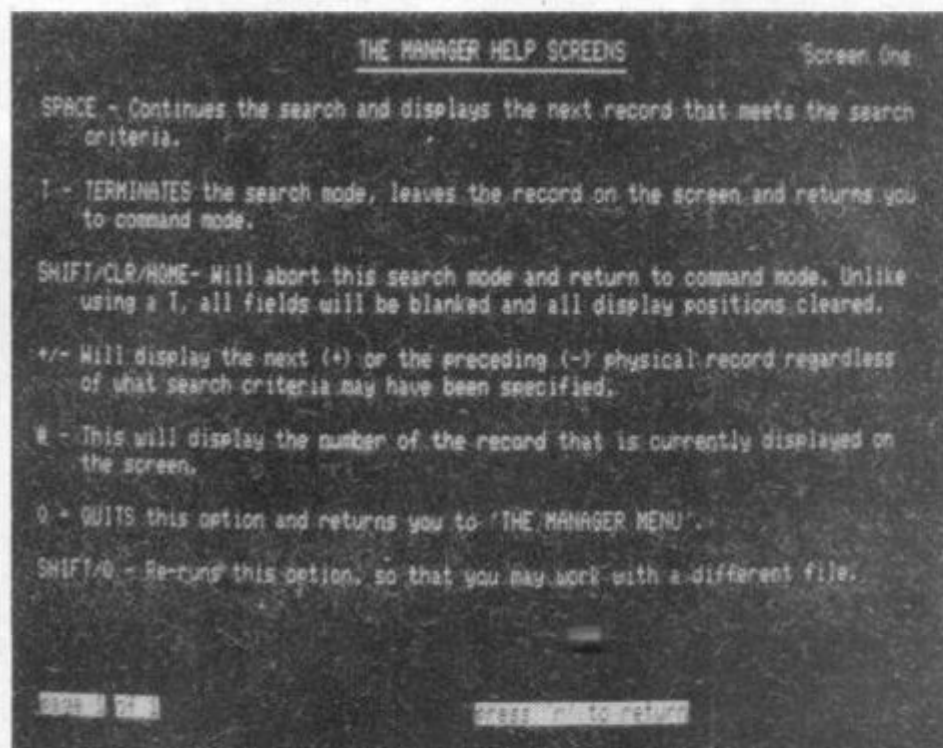 THE MANAGER HELP SCREENS
Screen One
SPACE - Continues the search and displays the next record that meets the search
criteria.
T - TERMINATES the search mode, leaves the record on the screen and returns you
to command mode.
SHIFT/CLR/HOME- Will abort this search mode and return to command mode. Unlike
using a T, all fields will be blanked and all display positions cleared.
+/- Will display the next (+) or the preceding (-) physical record regardless
of what search criteria may have been specified.
# - This will display the number of the record that is currently displayed on
the screen.
Q - QUITS this option and returns you to 'THE MANAGER MENU'.
SHIFT/Q - Re-runs this option, so that you may work with a different file.
page of
press 'r' to return